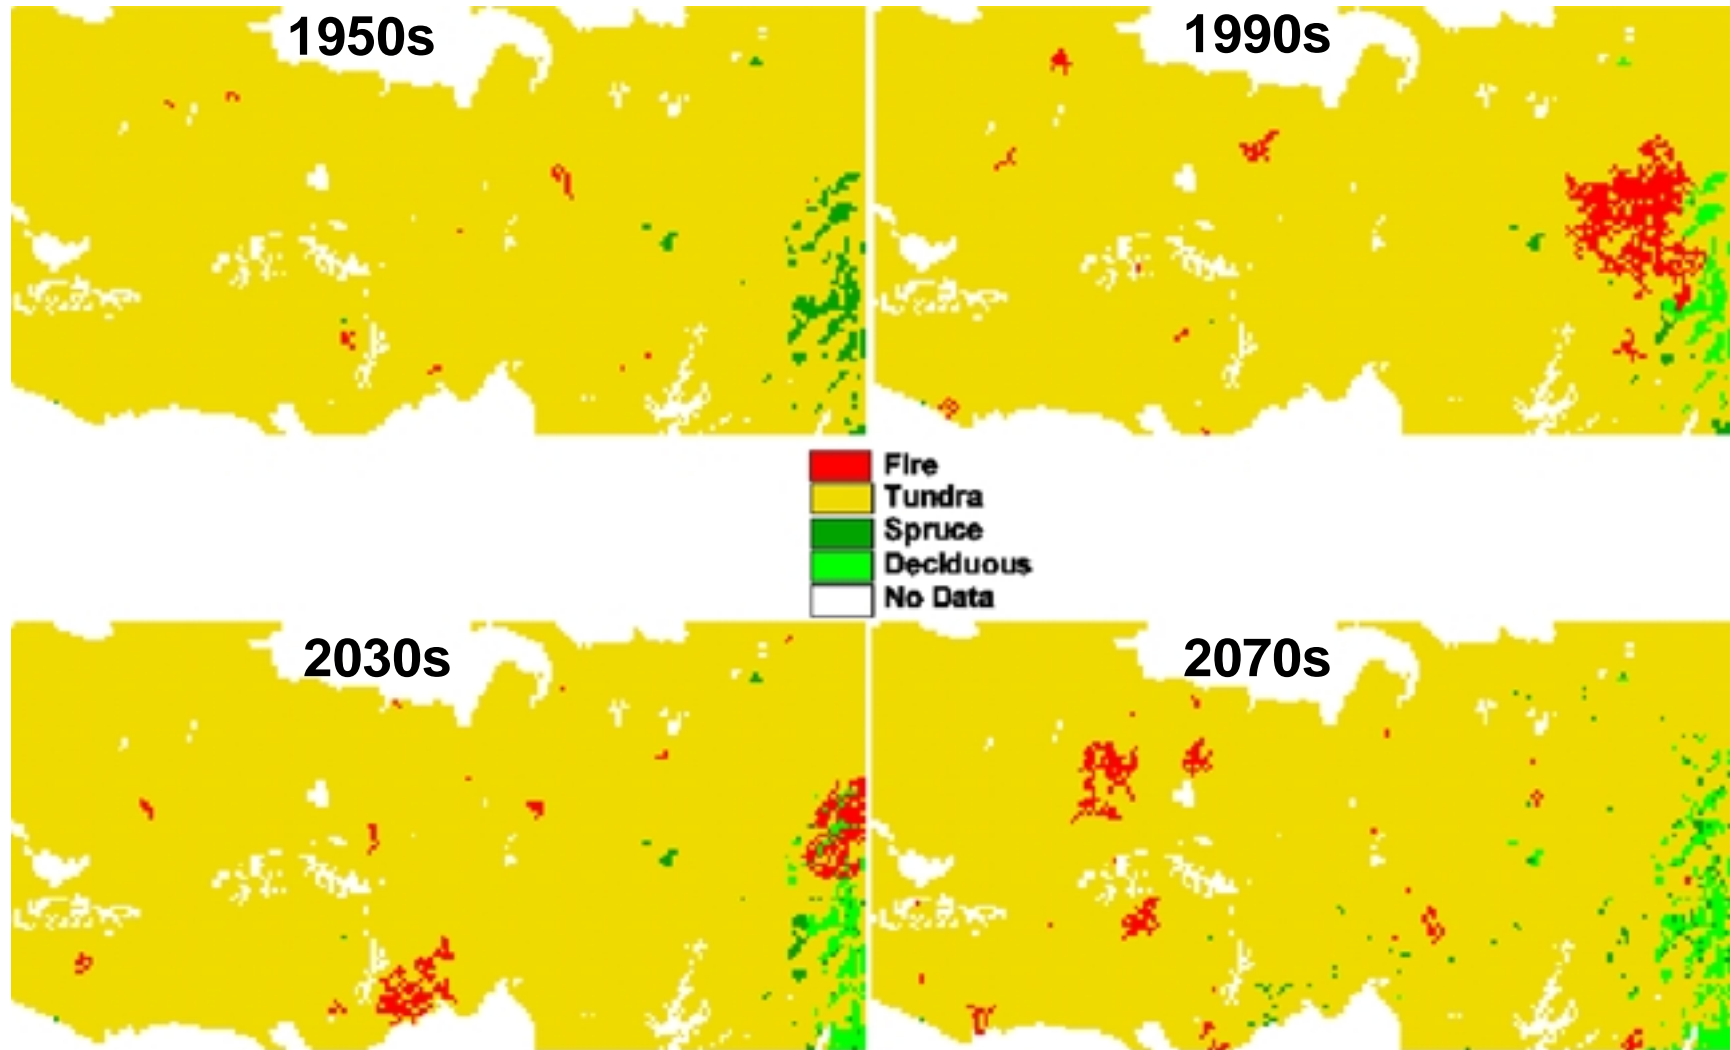 1950s
1990s
Fire
Tundra
Spruce
Deciduous
No Data
2030s
2070s